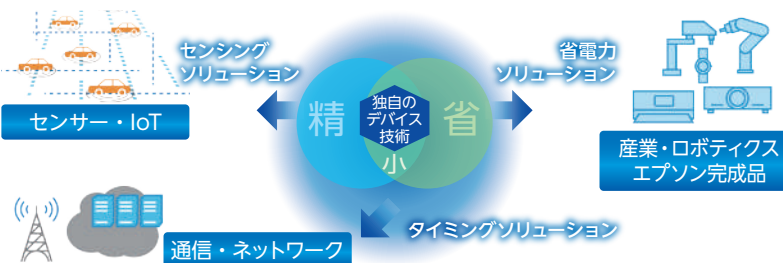 センシング
ソリューション
省電力
ソリューション
センサー・IoT
精
独自の
デバイス
技術
省
小
産業・ロボティクス
エプソン完成品
タイミングソリューション
通信・ネットワーク